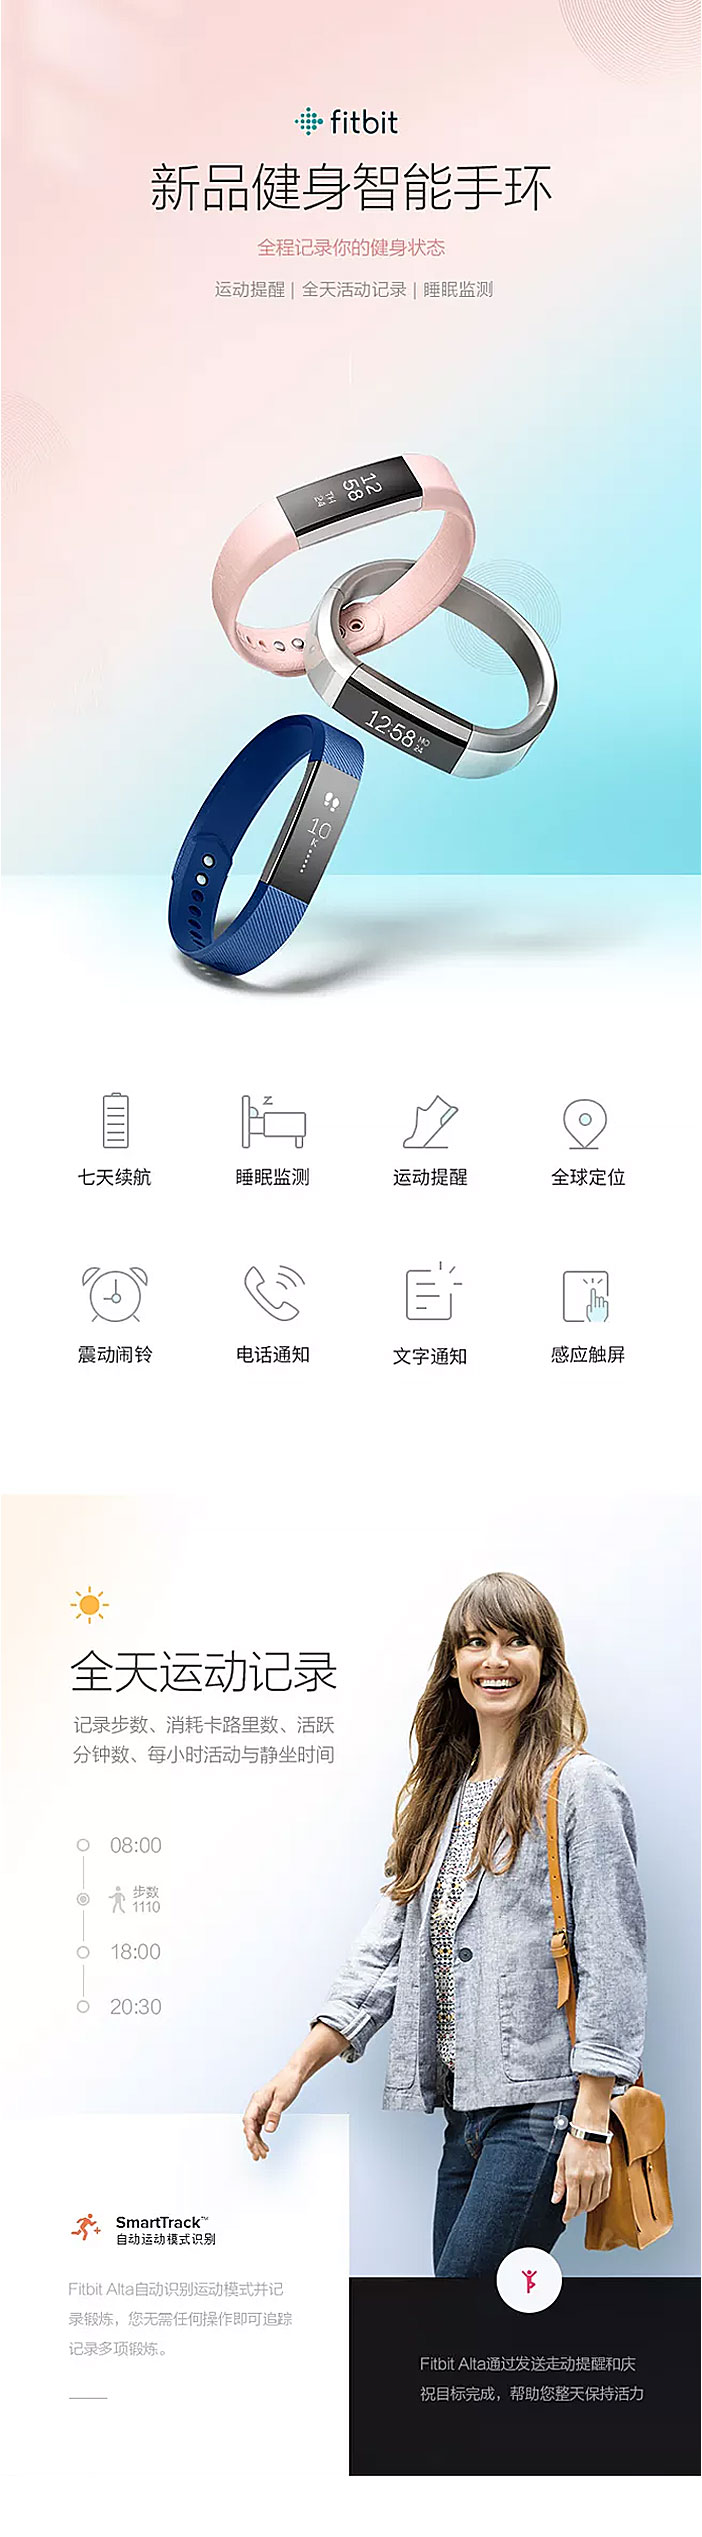 fitbit
新品健身智能手环
全程记录你的健身状态
运动提醒 | 全天活动记录 | 睡眠监测
12
58
TH
24
12:58
MO
24
10
K
七天续航
睡眠监测
运动提醒
全球定位
震动闹铃
电话通知
文字通知
感应触屏
全天运动记录
记录步数、消耗卡路里数、活跃
分钟数、每小时活动与静坐时间
08:00
步数
1110
18:00
20:30
SmartTrack™
自动运动模式识别
Fitbit Alta自动识别运动模式并记
录锻炼，您无需任何操作即可追踪
记录多项锻炼。
Fitbit Alta通过发送走动提醒和庆
祝目标完成，帮助您整天保持活力